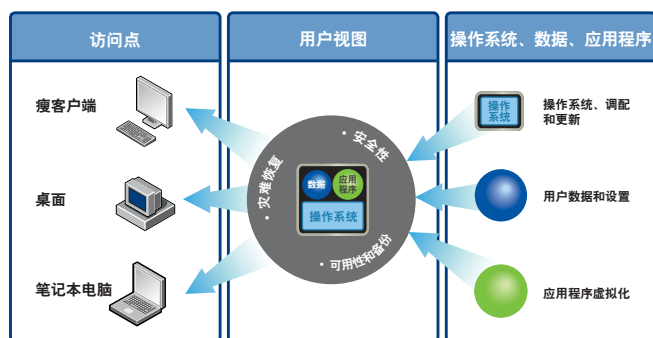 访问点
用户视图
操作系统、数据、应用程序
瘦客户端
桌面
笔记本电脑
• 灾难恢复
• 安全性
• 可用性和备份
数据
应用
程序
操作系统
操作
系统
操作系统、调配
和更新
用户数据和设置
应用程序虚拟化